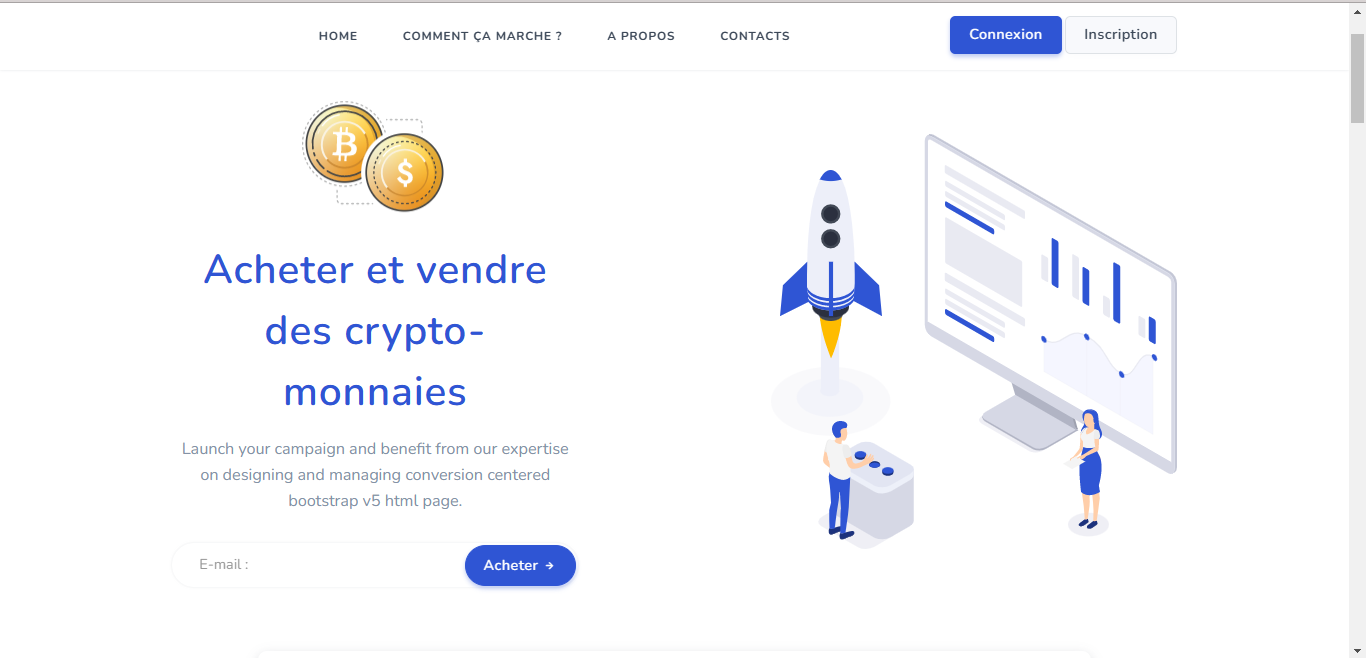 HOME COMMENT ÇA MARCHE ? A PROPOS CONTACTS Connexion Inscription
Acheter et vendre
des crypto-
monnaies
Launch your campaign and benefit from our expertise
on designing and managing conversion centered
bootstrap v5 html page.
E-mail : Acheter →